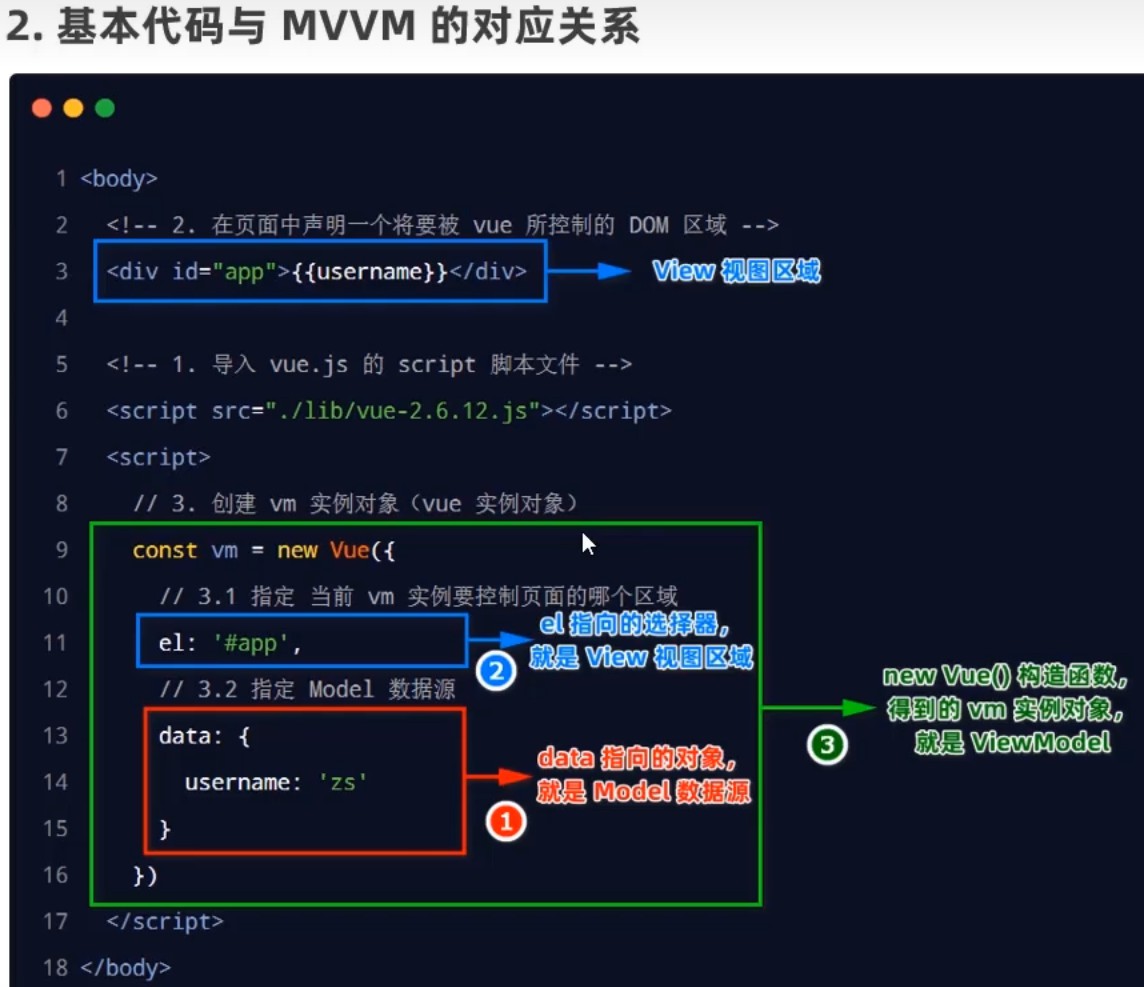 2. 基本代码与 MVVM 的对应关系
1 <body>
2 <!-- 2. 在页面中声明一个将要被 vue 所控制的 DOM 区域 -->
3 <div id="app">{{username}}</div>
View 视图区域
4
5 <!-- 1. 导入 vue.js 的 script 脚本文件 -->
6 <script src="./lib/vue-2.6.12.js"></script>
7 <script>
8 // 3. 创建 vm 实例对象（vue 实例对象）
9 const vm = new Vue({
10 // 3.1 指定 当前 vm 实例要控制页面的哪个区域
11 el: '#app',
el 指向的选择器，
就是 View 视图区域
2
12 // 3.2 指定 Model 数据源
13 data: {
14 username: 'zs'
15 }
data 指向的对象，
就是 Model 数据源
1
new Vue() 构造函数，
得到的 vm 实例对象，
就是 ViewModel
3
16 })
17 </script>
18 </body>